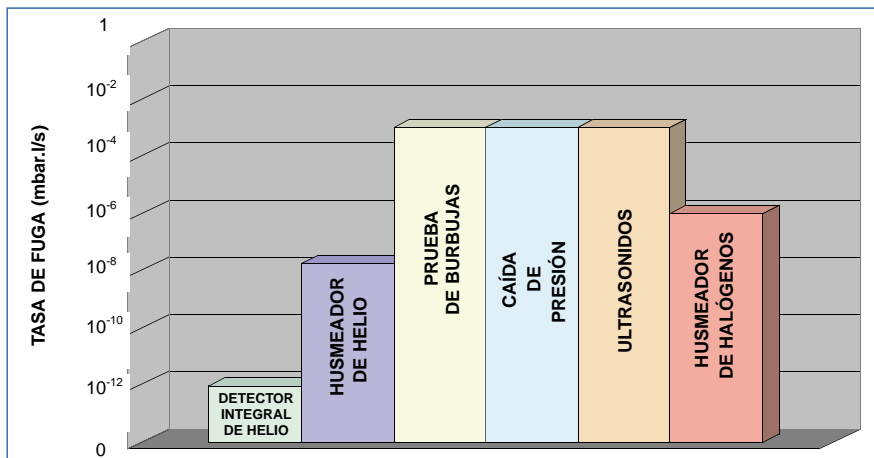 TASA DE FUGA (mbar.l/s)
1
10-2
10-4
10-6
10-8
10-10
10-12
0
DETECTOR
INTEGRAL
DE HELIO
HUSMEADOR
DE HELIO
PRUEBA
DE BURBUJAS
CAÍDA
DE
PRESIÓN
ULTRASONIDOS
HUSMEADOR
DE HALÓGENOS